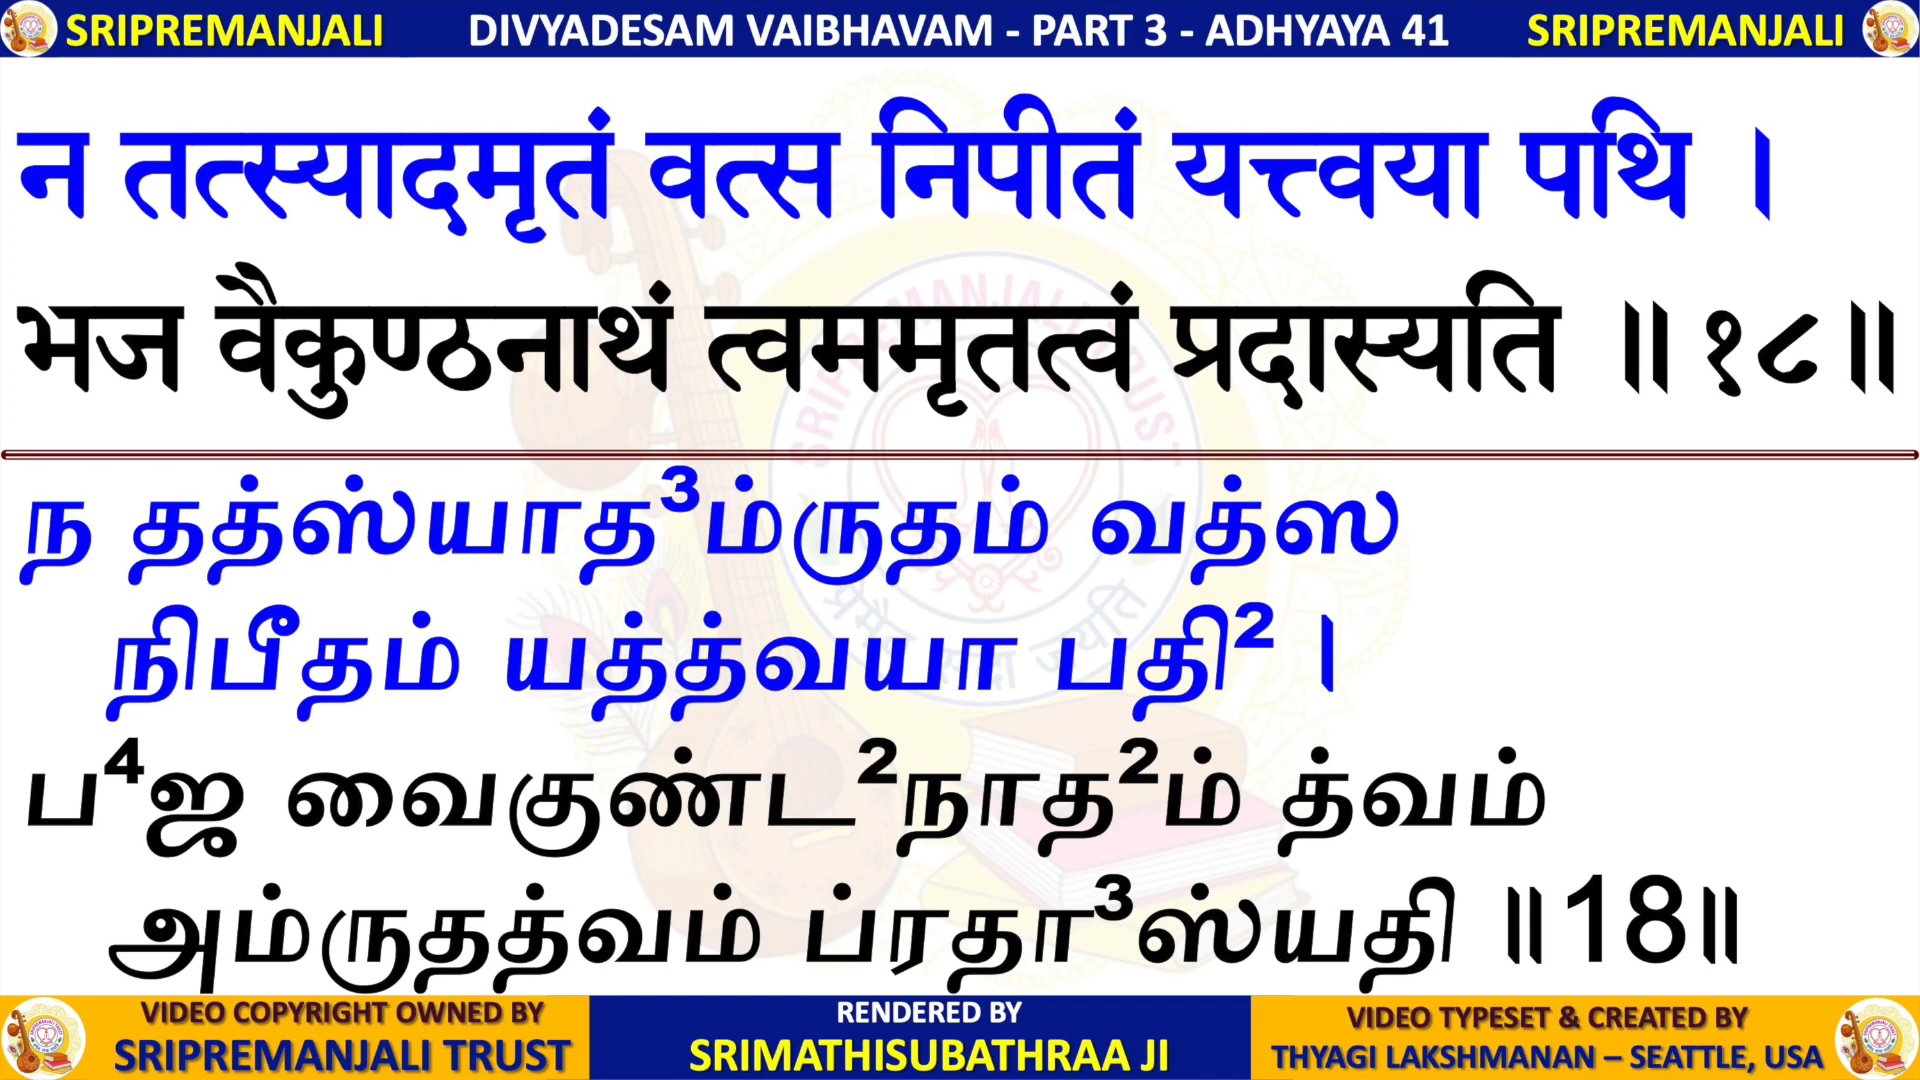 SRIPREMANJALI DIVYADESAM VAIBHAVAM - PART 3 - ADHYAYA 41 SRIPREMANJALI
न तत्स्यादमृतं वत्स निपीतं यत्त्वया पथि ।
भज वैकुण्ठनाथं त्वममृतत्वं प्रदास्यति ॥१८॥
ந தத்ஸ்யாத³ம்ருதம் வத்ஸ
நிபீதம் யத்த்வயா பதி² ।
ப⁴ஜ வைகுண்ட²நாத²ம் த்வம்
அம்ருதத்வம் ப்ரதா³ஸ்யதி ॥18॥
VIDEO COPYRIGHT OWNED BY
SRIPREMANJALI TRUST
RENDERED BY
SRIMATHISUBATHRAA JI
VIDEO TYPESET & CREATED BY
THYAGI LAKSHMANAN – SEATTLE, USA